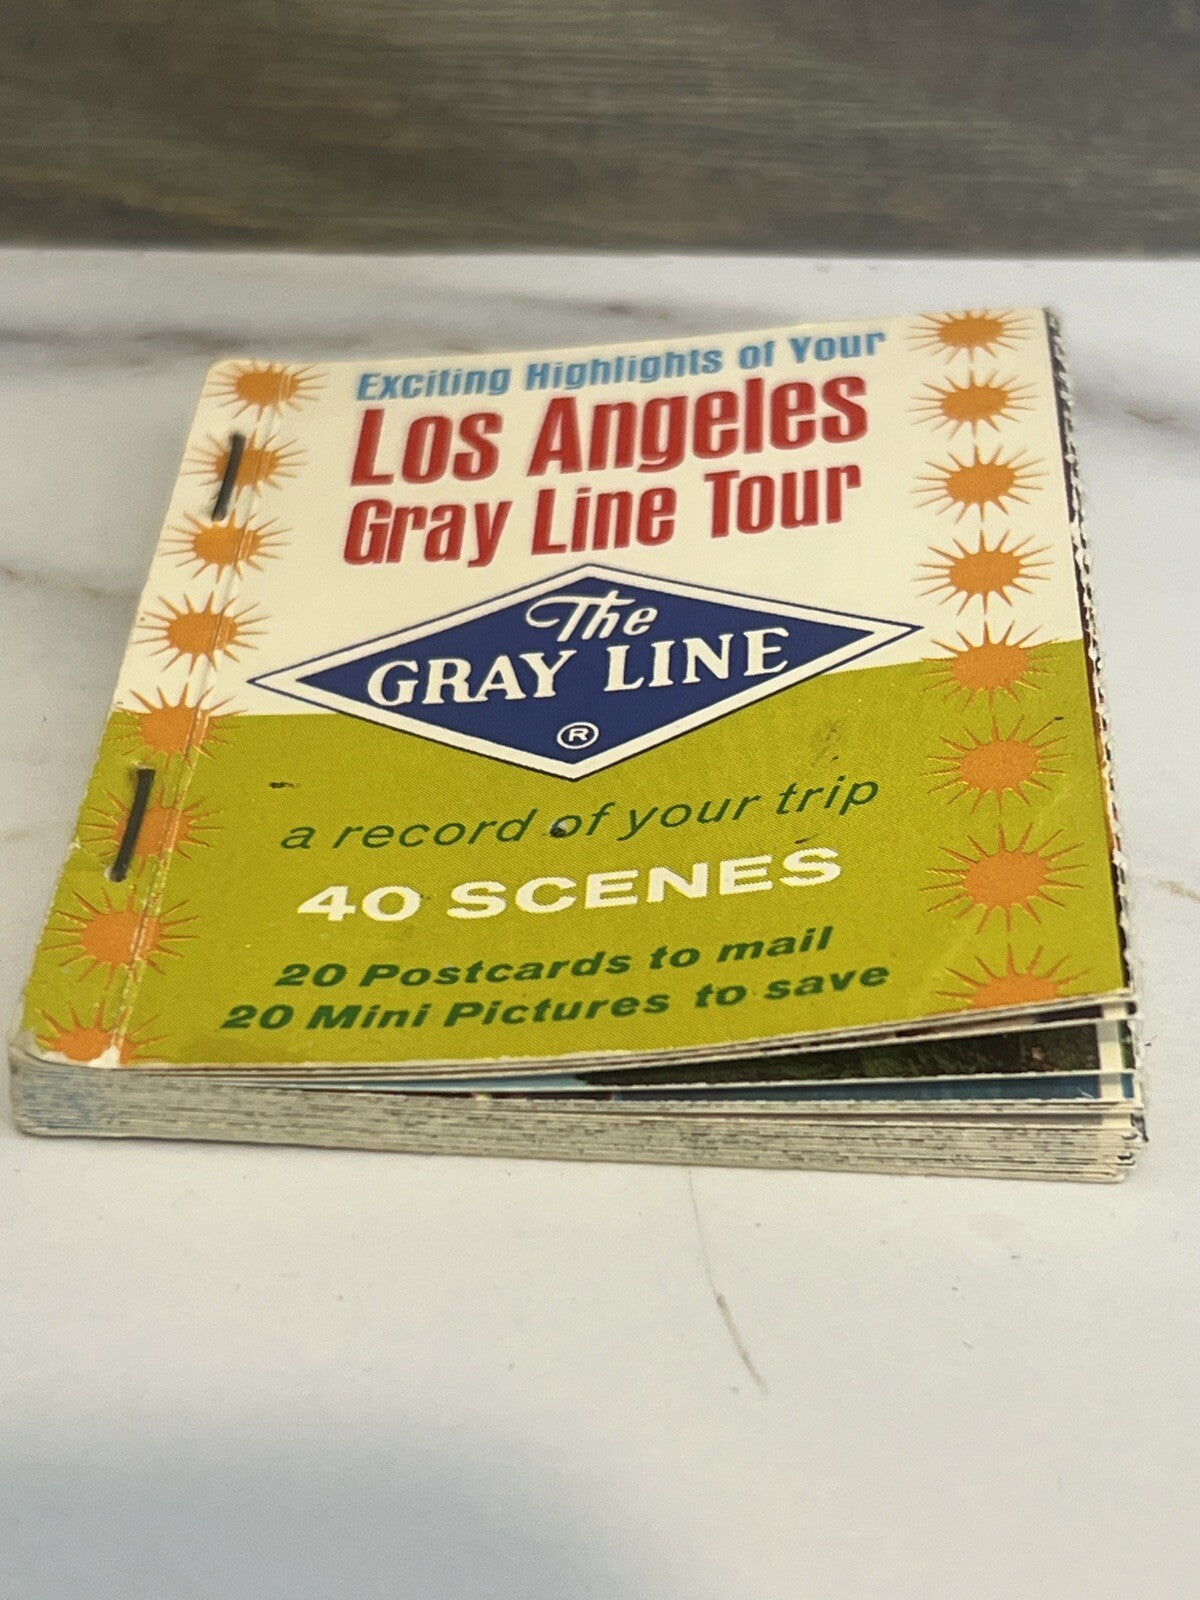 Exciting Highlights of Your
Los Angeles
Gray Line Tour
The
GRAY LINE
®
a record of your trip
40 SCENES
20 Postcards to mail
20 Mini Pictures to save